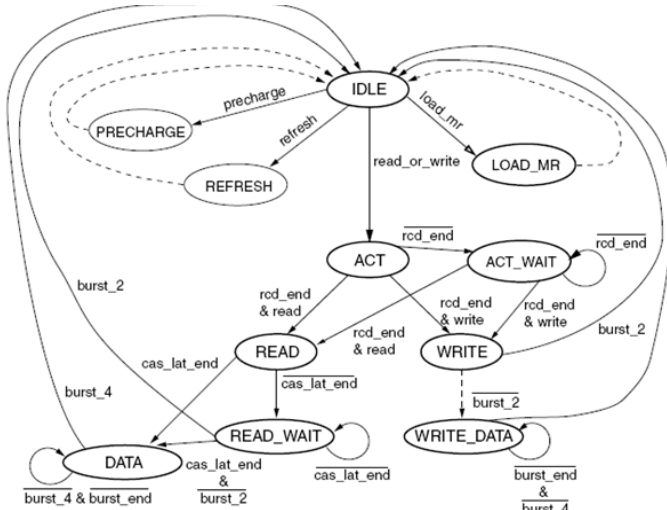 IDLE
precharge
load_mr
PRECHARGE
refresh
read_or_write
LOAD_MR
REFRESH
rcd_end
rcd_end
ACT
ACT_WAIT
burst_2
rcd_end
& read
rcd_end
& write
rcd_end
& write
rcd_end
& read
burst_2
READ
WRITE
cas_lat_end
cas_lat_end
burst_4
burst_2
READ_WAIT
WRITE_DATA
DATA
cas_lat_end
&
burst_2
cas_lat_end
burst_4 & burst_end
burst_end
&
burst_4